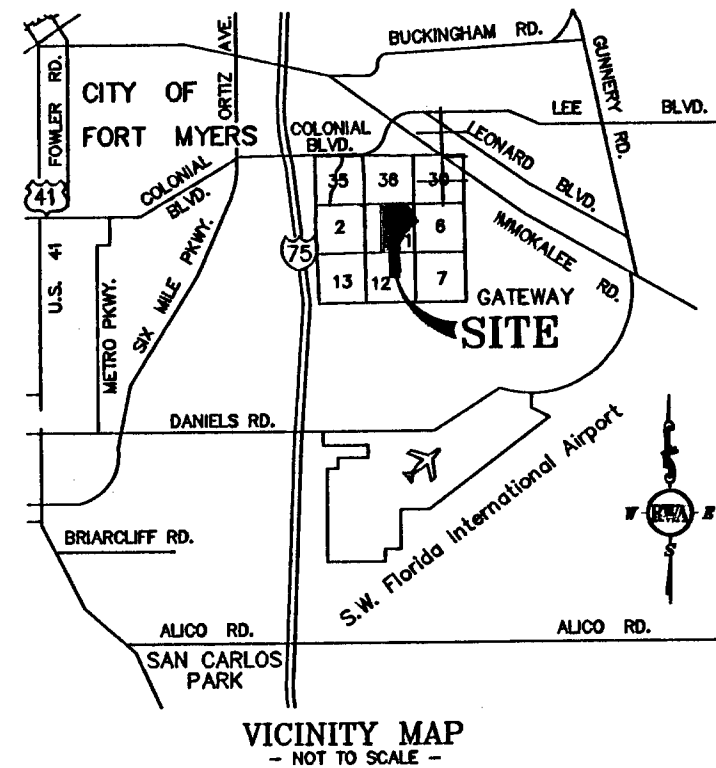 BUCKINGHAM RD.
GUNNERY RD.
FOWLER RD.
CITY OF
FORT MYERS
ORTIZ AVE.
COLONIAL
BLVD.
LEE BLVD.
LEONARD BLVD.
41
COLONIAL
BLVD.
35 36 30
2 1 6
13 12 7
75
IMMOKALEE RD.
U.S. 41
METRO PKWY.
SIX MILE PKWY.
GATEWAY
SITE
DANIELS RD.
S.W. Florida International Airport
W RWA E
S
BRIARCLIFF RD.
ALICO RD.
ALICO RD.
SAN CARLOS
PARK
VICINITY MAP
- NOT TO SCALE -